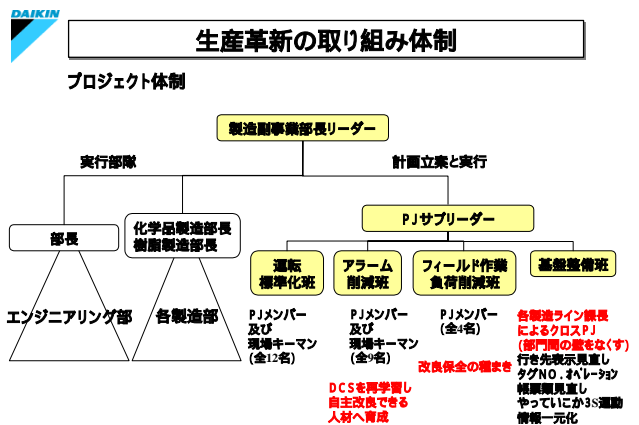 DAIKIN
生産革新の取り組み体制
プロジェクト体制
製造副事業部長リーダー
実行部隊
計画立案と実行
PJサブリーダー
部長
化学品製造部長
樹脂製造部長
運転
標準化班
アラーム
削減班
フィールド作業
負荷削減班
基盤整備班
エンジニアリング部
各製造部
PJメンバー
及び
現場キーマン
(全12名)
PJメンバー
及び
現場キーマン
(全9名)
PJメンバー
(全4名)
各製造ライン課長
によるクロスPJ
(部門間の壁をなくす)
行き先表示見直し
タグNO.オペレーション
帳票類見直し
やっていこか3S運動
情報一元化
改良保全の種まき
DCSを再学習し
自主改良できる
人材へ育成